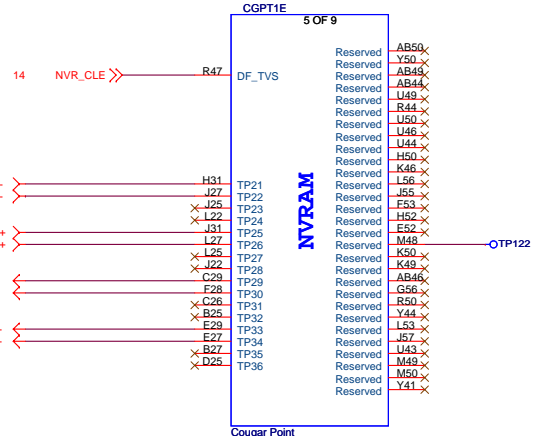 CGPT1E
5 OF 9
14 NVR_CLE R47 DF_TVS
Reserved AB50
Reserved Y50
Reserved AB49
Reserved AB44
Reserved U49
Reserved R44
Reserved U50
Reserved U46
Reserved U44
Reserved H50
Reserved K46
Reserved L56
Reserved J55
Reserved F53
Reserved H52
Reserved E52
Reserved M48 TP122
Reserved K50
Reserved K49
Reserved AB46
Reserved G56
Reserved R50
Reserved Y44
Reserved L53
Reserved J57
Reserved U43
Reserved M49
Reserved M50
Reserved Y41
NVRAM
- H31 TP21
- J27 TP22
J25 TP23
L22 TP24
+ J31 TP25
+ L27 TP26
L25 TP27
J22 TP28
C29 TP29
F28 TP30
C26 TP31
B25 TP32
- E29 TP33
- E27 TP34
B27 TP35
D25 TP36
Cougar Point